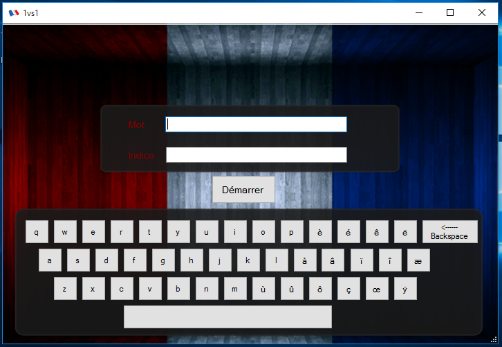 1vs1
Mot
Indice
Démarrer
q w e r t y u i o p è é ê ë <------ Backspace
a s d f g h j k l à â ï î æ
z x c v b n m ù û ô ç œ ÿ